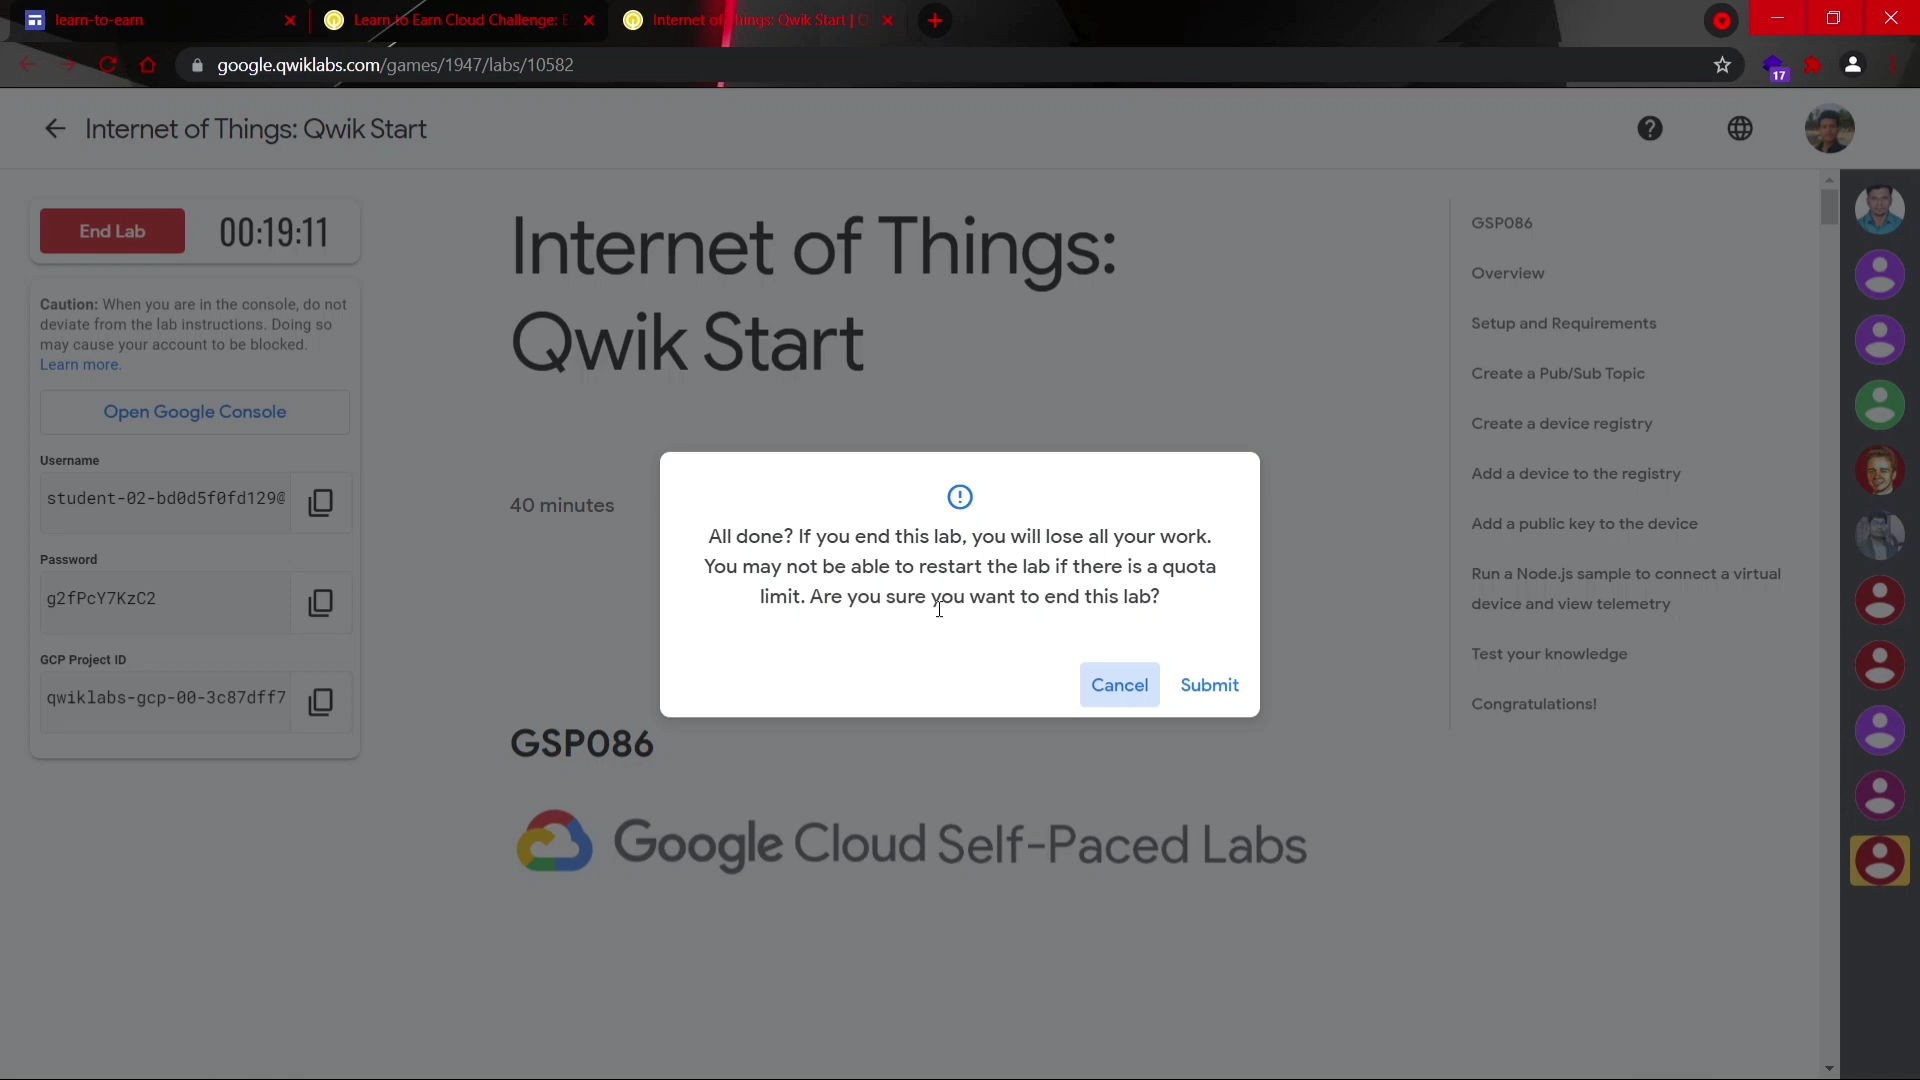 learn-to-earn
Learn to Earn Cloud Challenge: E
Internet of Things: Qwik Start | Q
google.qwiklabs.com/games/1947/labs/10582
17
Internet of Things: Qwik Start
End Lab
00:19:11
Caution: When you are in the console, do not
deviate from the lab instructions. Doing so
may cause your account to be blocked.
Learn more.
Open Google Console
Username
student-02-bd0d5f0fd129@
Password
g2fPcY7KzC2
GCP Project ID
qwiklabs-gcp-00-3c87dff7
Internet of Things:
Qwik Start
40 minutes
GSP086
Google Cloud Self-Paced Labs
All done? If you end this lab, you will lose all your work.
You may not be able to restart the lab if there is a quota
limit. Are you sure you want to end this lab?
Cancel
Submit
GSP086
Overview
Setup and Requirements
Create a Pub/Sub Topic
Create a device registry
Add a device to the registry
Add a public key to the device
Run a Node.js sample to connect a virtual
device and view telemetry
Test your knowledge
Congratulations!